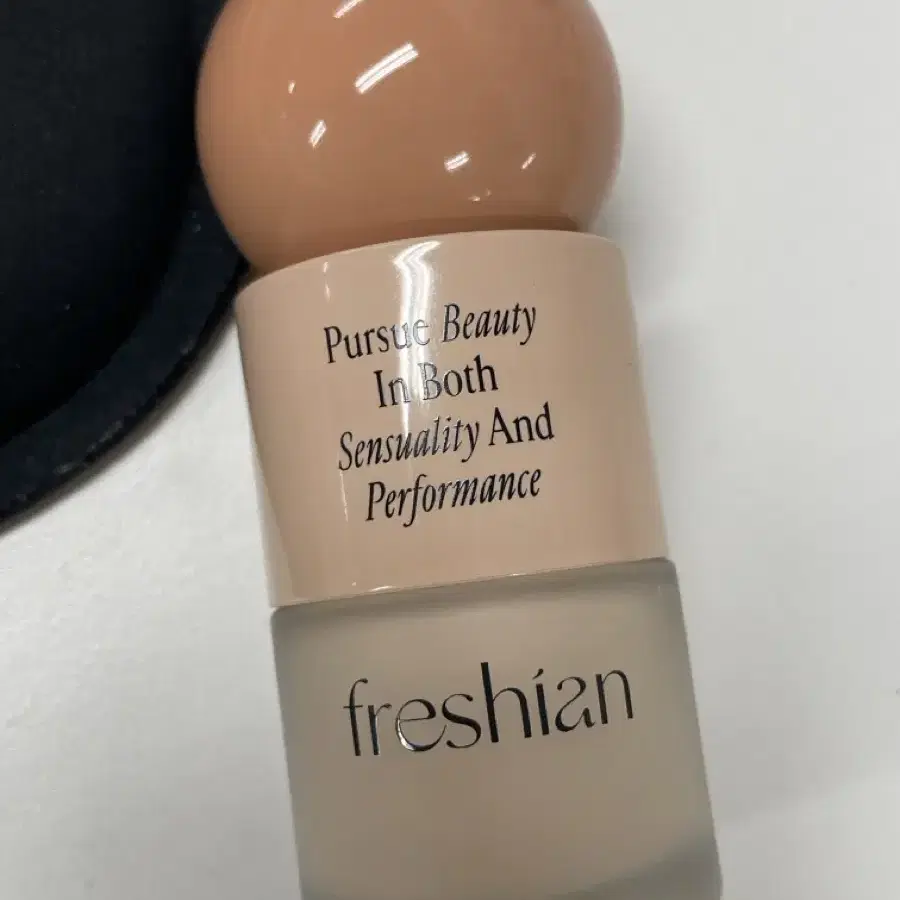 Pursue Beauty
In Both
Sensuality And
Performance
freshian